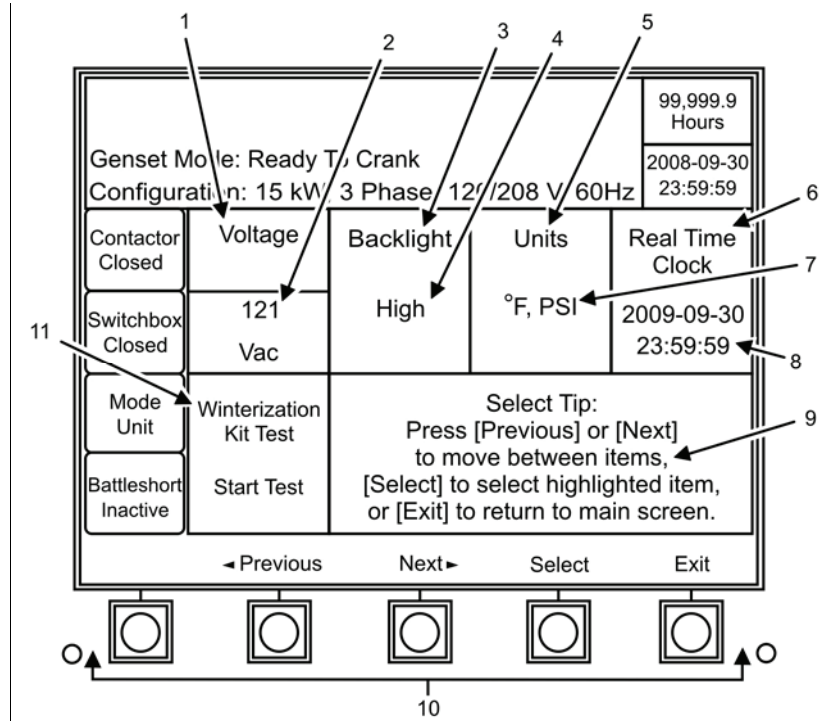 1
2
3
4
5
99,999.9
Hours
Genset Mode: Ready To Crank
2008-09-30
23:59:59
Configuration: 15 kW, 3 Phase, 120/208 V, 60Hz
6
Contactor
Closed
Voltage
Backlight
Units
Real Time
Clock
7
Switchbox
Closed
121
Vac
High
°F, PSI
2009-09-30
23:59:59
8
11
Mode
Unit
Winterization
Kit Test
Select Tip:
Press [Previous] or [Next]
to move between items,
[Select] to select highlighted item,
or [Exit] to return to main screen.
9
Battleshort
Inactive
Start Test
◄ Previous
Next ►
Select
Exit
10